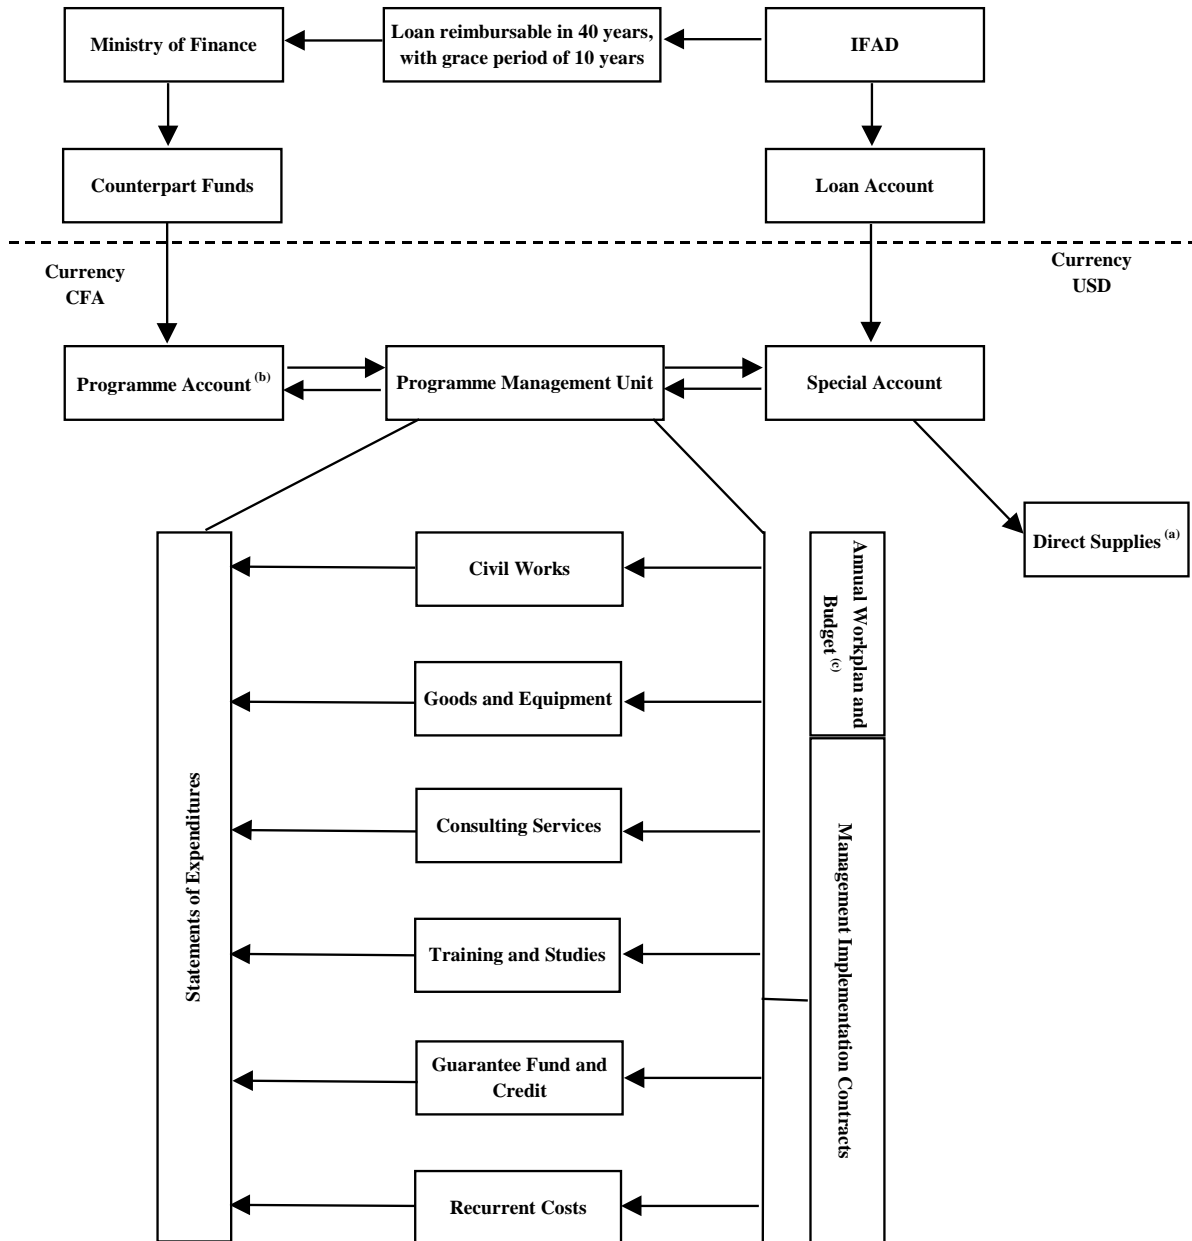 Ministry of Finance
Loan reimbursable in 40 years,
with grace period of 10 years
IFAD
Counterpart Funds
Loan Account
Currency
CFA
Currency
USD
Programme Account (b)
Programme Management Unit
Special Account
Direct Supplies (a)
Civil Works
Goods and Equipment
Consulting Services
Training and Studies
Guarantee Fund and
Credit
Recurrent Costs
Statements of Expenditures
Annual Workplan and
Budget (c)
Management Implementation Contracts